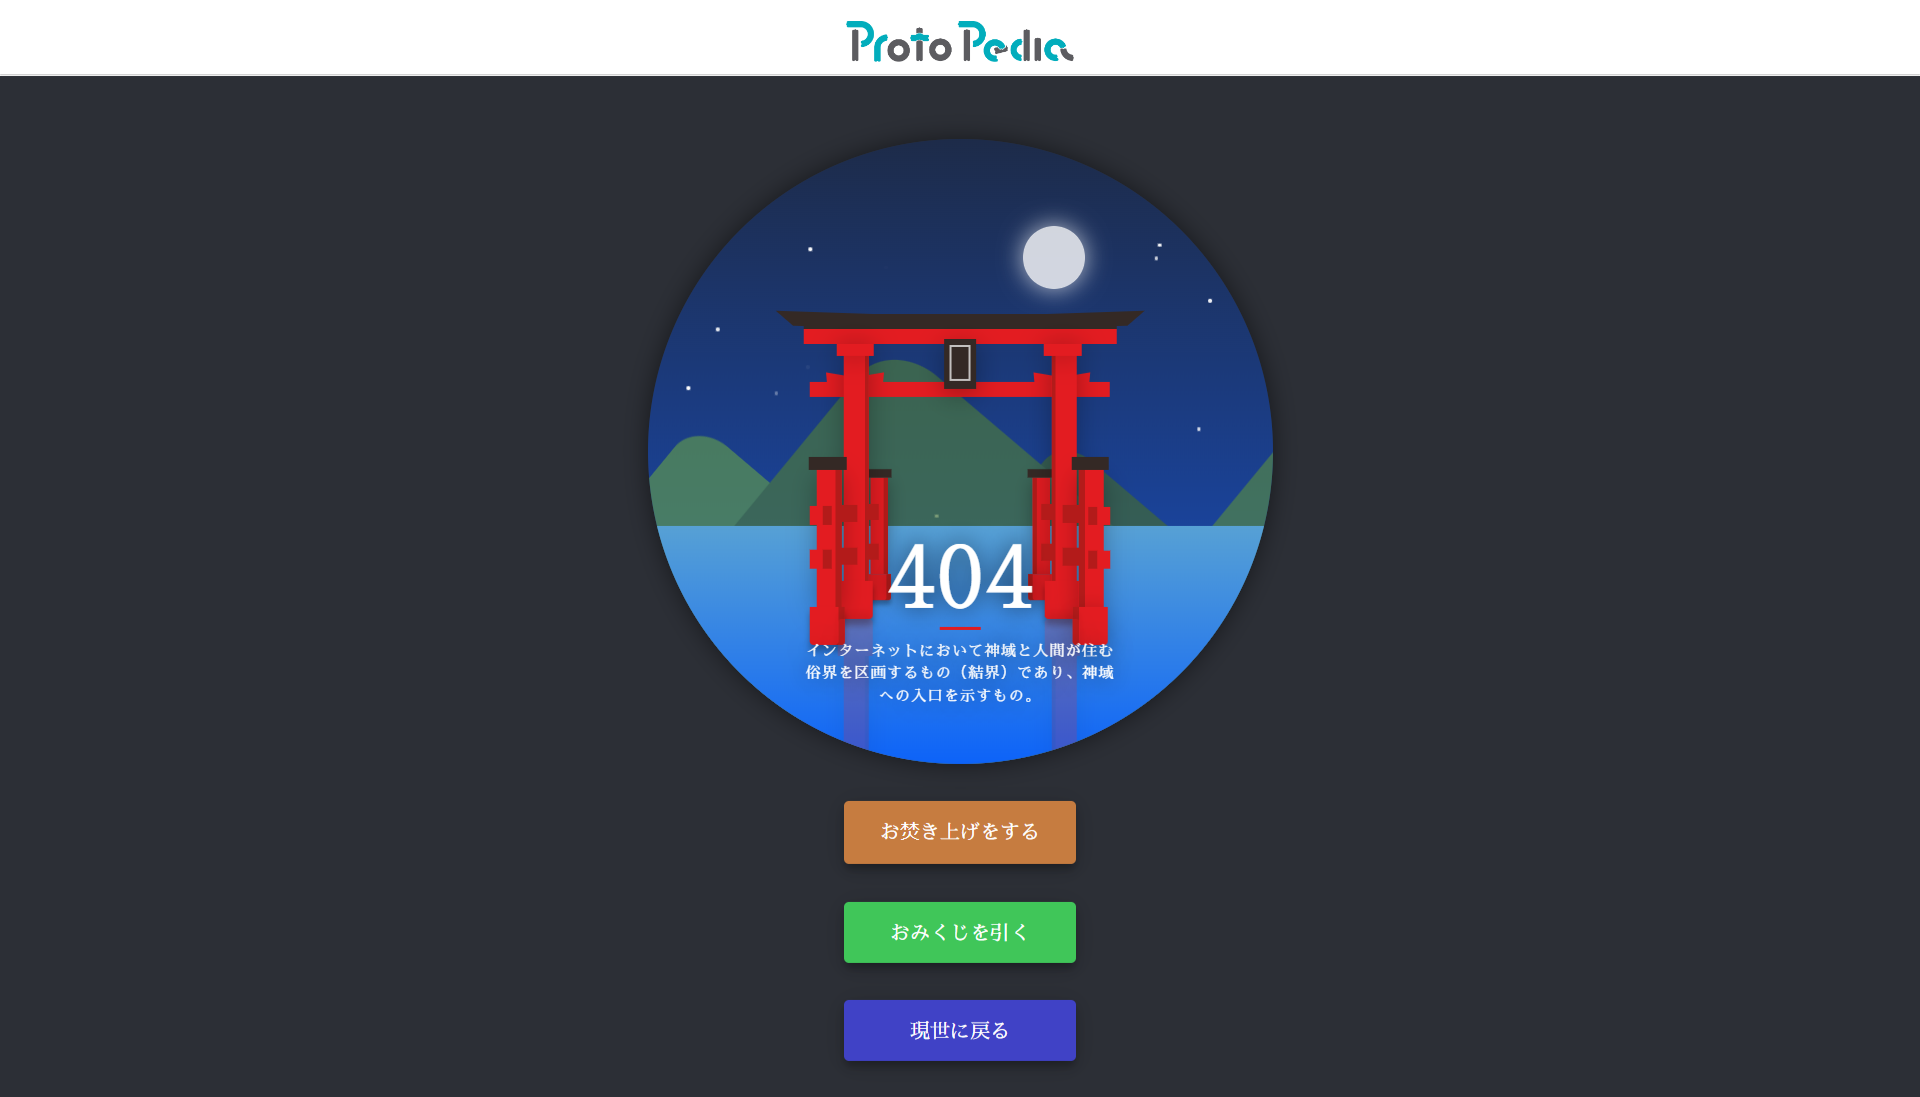 ProtoPedia
404
インターネットにおいて神域と人間が住む
俗界を区画するもの（結界）であり、神域
への入口を示すもの。
お焚き上げをする
おみくじを引く
現世に戻る